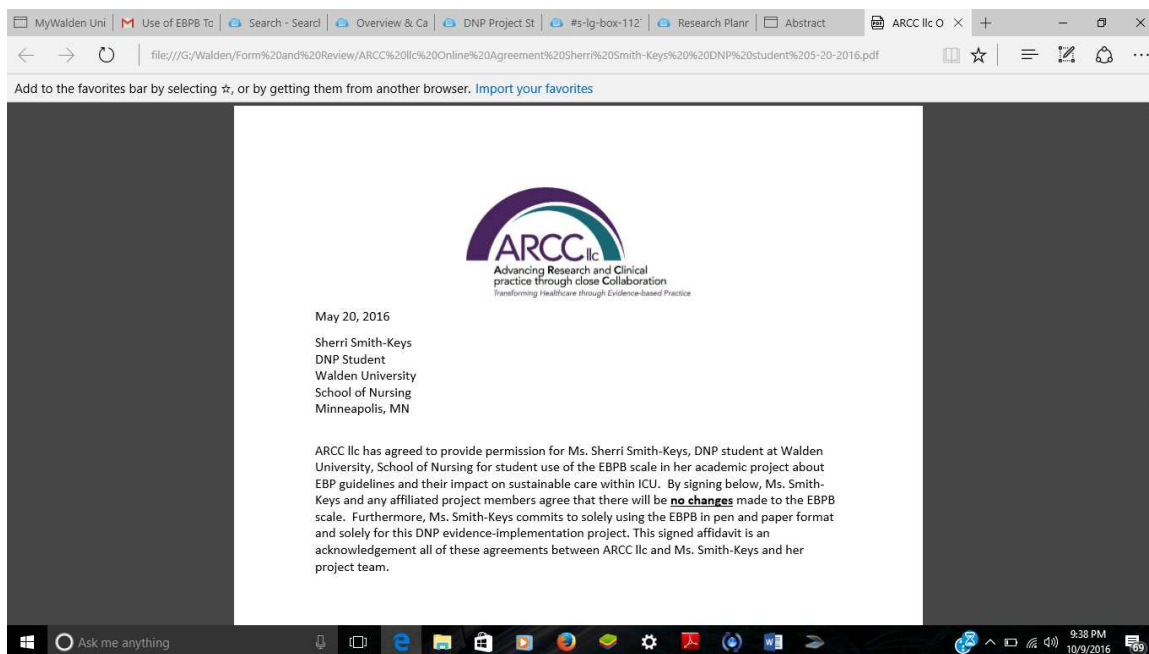 MyWalden Uni
Use of EBPB To
Search - Searcl
Overview & Ca
DNP Project St
#s-lg-box-112
Research Planr
Abstract
ARCC llc O
file:///G:/Walden/Form%20and%20Review/ARCC%20llc%20Online%20Agreement%20Sherri%20Smith-Keys%20%20DNP%20student%205-20-2016.pdf
Add to the favorites bar by selecting ☆, or by getting them from another browser. Import your favorites
ARCC llc
Advancing Research and Clinical
practice through close Collaboration
Transforming Healthcare through Evidence-based Practice
May 20, 2016
Sherri Smith-Keys
DNP Student
Walden University
School of Nursing
Minneapolis, MN
ARCC llc has agreed to provide permission for Ms. Sherri Smith-Keys, DNP student at Walden
University, School of Nursing for student use of the EBPB scale in her academic project about
EBP guidelines and their impact on sustainable care within ICU. By signing below, Ms. Smith-
Keys and any affiliated project members agree that there will be no changes made to the EBPB
scale. Furthermore, Ms. Smith-Keys commits to solely using the EBPB in pen and paper format
and solely for this DNP evidence-implementation project. This signed affidavit is an
acknowledgement all of these agreements between ARCC llc and Ms. Smith-Keys and her
project team.
Ask me anything
9:38 PM
10/9/2016
69